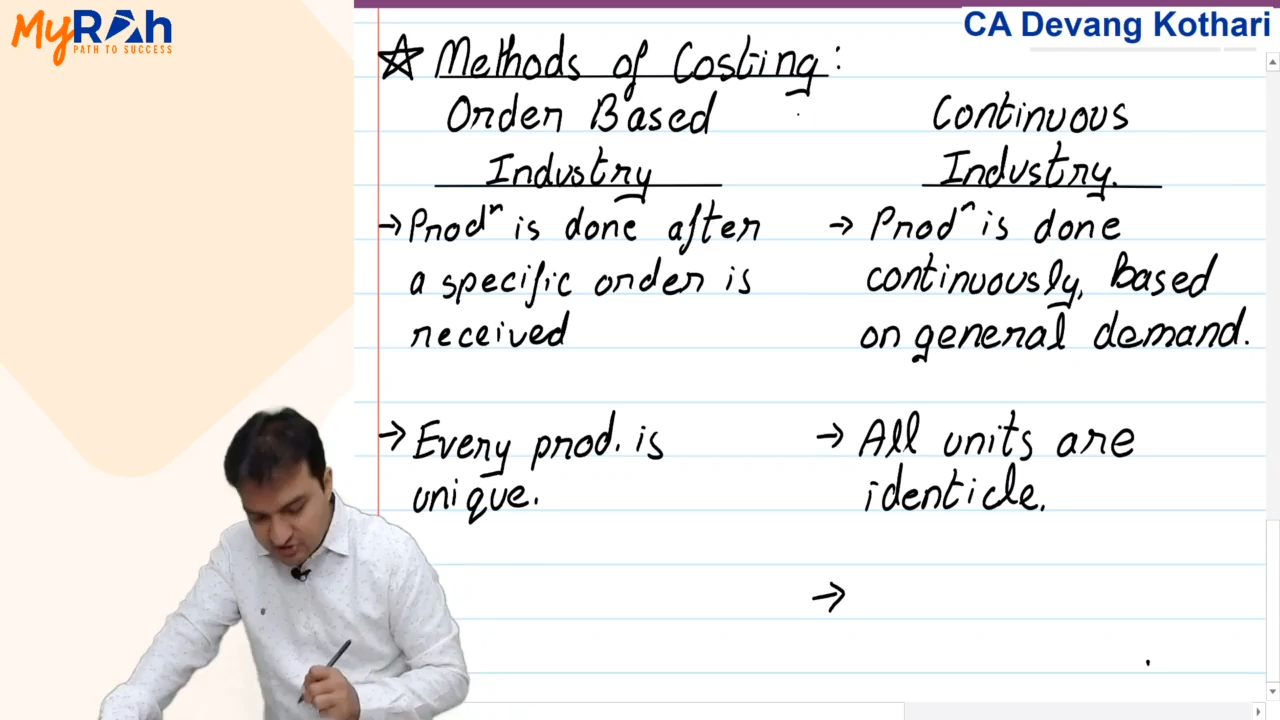 MyRAh
PATH TO SUCCESS
CA Devang Kothari
☆ Methods of Costing:
Order Based
Industry
→ Prodⁿ is done after
a specific order is
received
→ Every prod. is
unique.
Continuous
Industry.
→ Prodⁿ is done
continuously, Based
on general demand.
→ All units are
identicle.
→